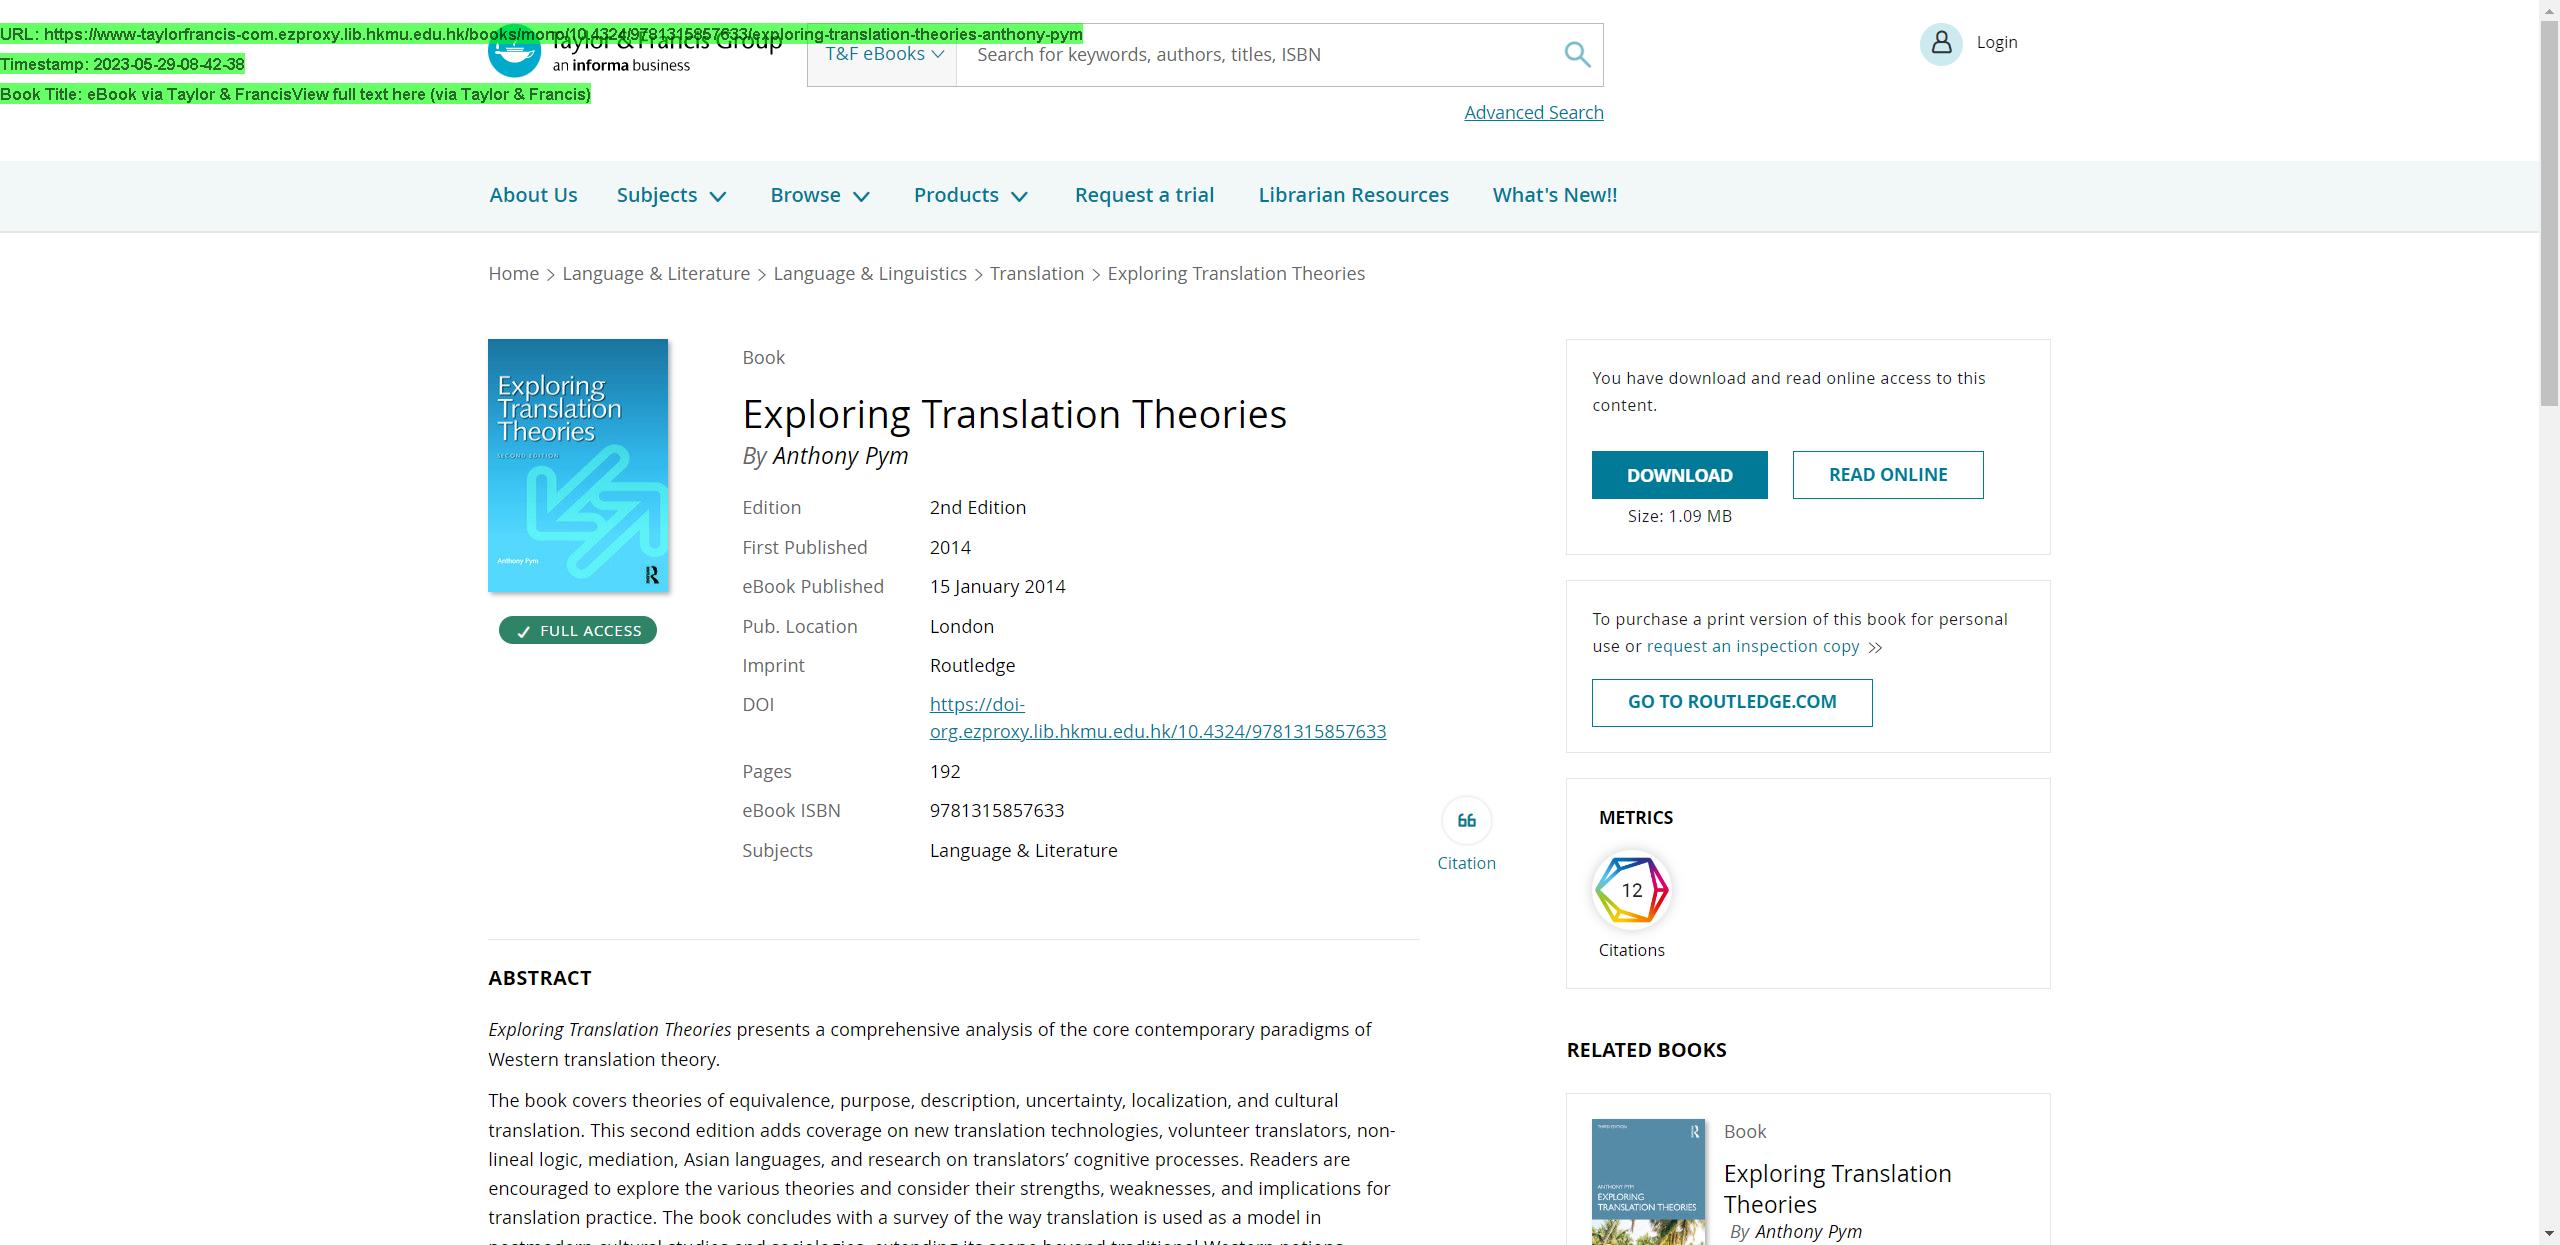 URL: https://www-taylorfrancis-com.ezproxy.lib.hkmu.edu.hk/books/mono/10.4324/9781315857633/exploring-translation-theories-anthony-pym
Timestamp: 2023-05-29-08-42-38
Book Title: eBook via Taylor & FrancisView full text here (via Taylor & Francis)
Taylor & Francis Group
an informa business
T&F eBooks
Search for keywords, authors, titles, ISBN
Login
Advanced Search
About Us Subjects Browse Products Request a trial Librarian Resources What's New!!
Home > Language & Literature > Language & Linguistics > Translation > Exploring Translation Theories
Exploring
Translation
Theories
SECOND EDITION
Anthony Pym
R
FULL ACCESS
Book
Exploring Translation Theories
By Anthony Pym
Edition 2nd Edition
First Published 2014
eBook Published 15 January 2014
Pub. Location London
Imprint Routledge
DOI https://doi-
org.ezproxy.lib.hkmu.edu.hk/10.4324/9781315857633
Pages 192
eBook ISBN 9781315857633
Subjects Language & Literature
Citation
ABSTRACT
Exploring Translation Theories presents a comprehensive analysis of the core contemporary paradigms of
Western translation theory.
The book covers theories of equivalence, purpose, description, uncertainty, localization, and cultural
translation. This second edition adds coverage on new translation technologies, volunteer translators, non-
lineal logic, mediation, Asian languages, and research on translators’ cognitive processes. Readers are
encouraged to explore the various theories and consider their strengths, weaknesses, and implications for
translation practice. The book concludes with a survey of the way translation is used as a model in
You have download and read online access to this
content.
DOWNLOAD READ ONLINE
Size: 1.09 MB
To purchase a print version of this book for personal
use or request an inspection copy >>
GO TO ROUTLEDGE.COM
METRICS
12
Citations
RELATED BOOKS
THIRD EDITION
R
ANTHONY PYM
EXPLORING
TRANSLATION THEORIES
Book
Exploring Translation
Theories
By Anthony Pym